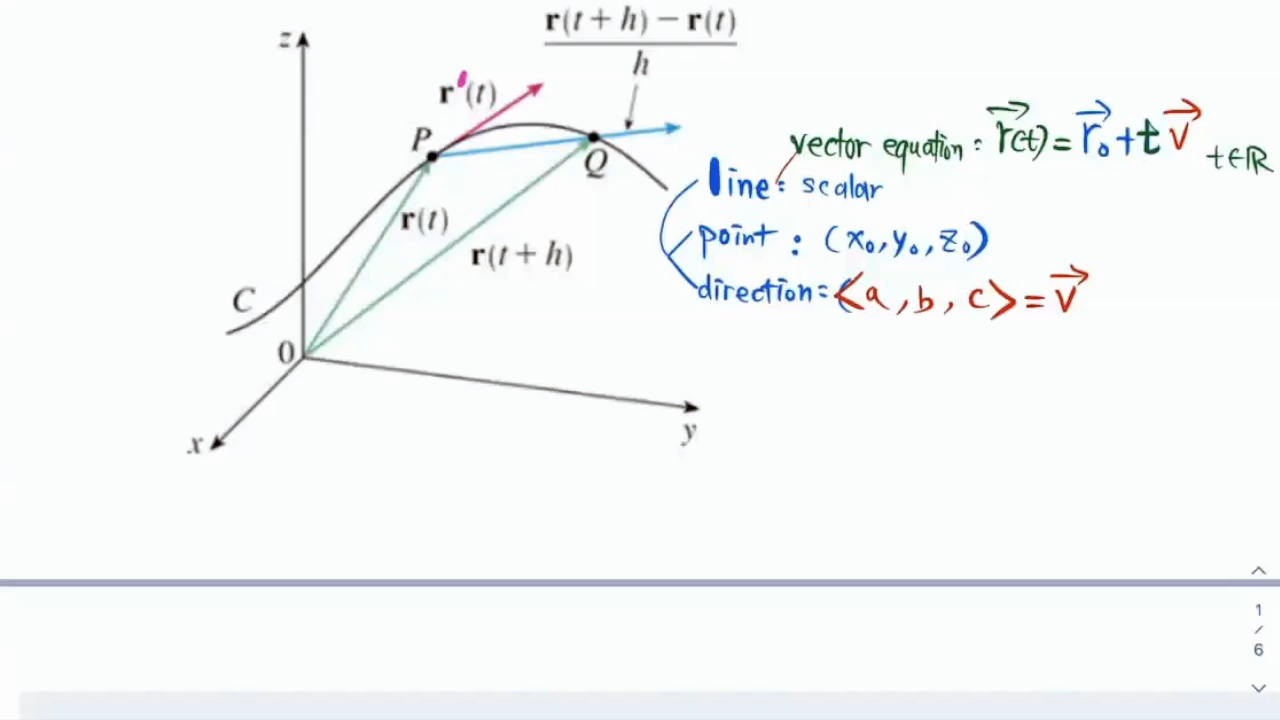 r(t + h) − r(t)
h
z
r'(t)
P
Q
r(t)
r(t + h)
C
0
x
y
vector equation : r(t) = r₀ + t v t∈ℝ
line : scalar
point : (x₀, y₀, z₀)
direction = <a, b, c> = v
1
/
6